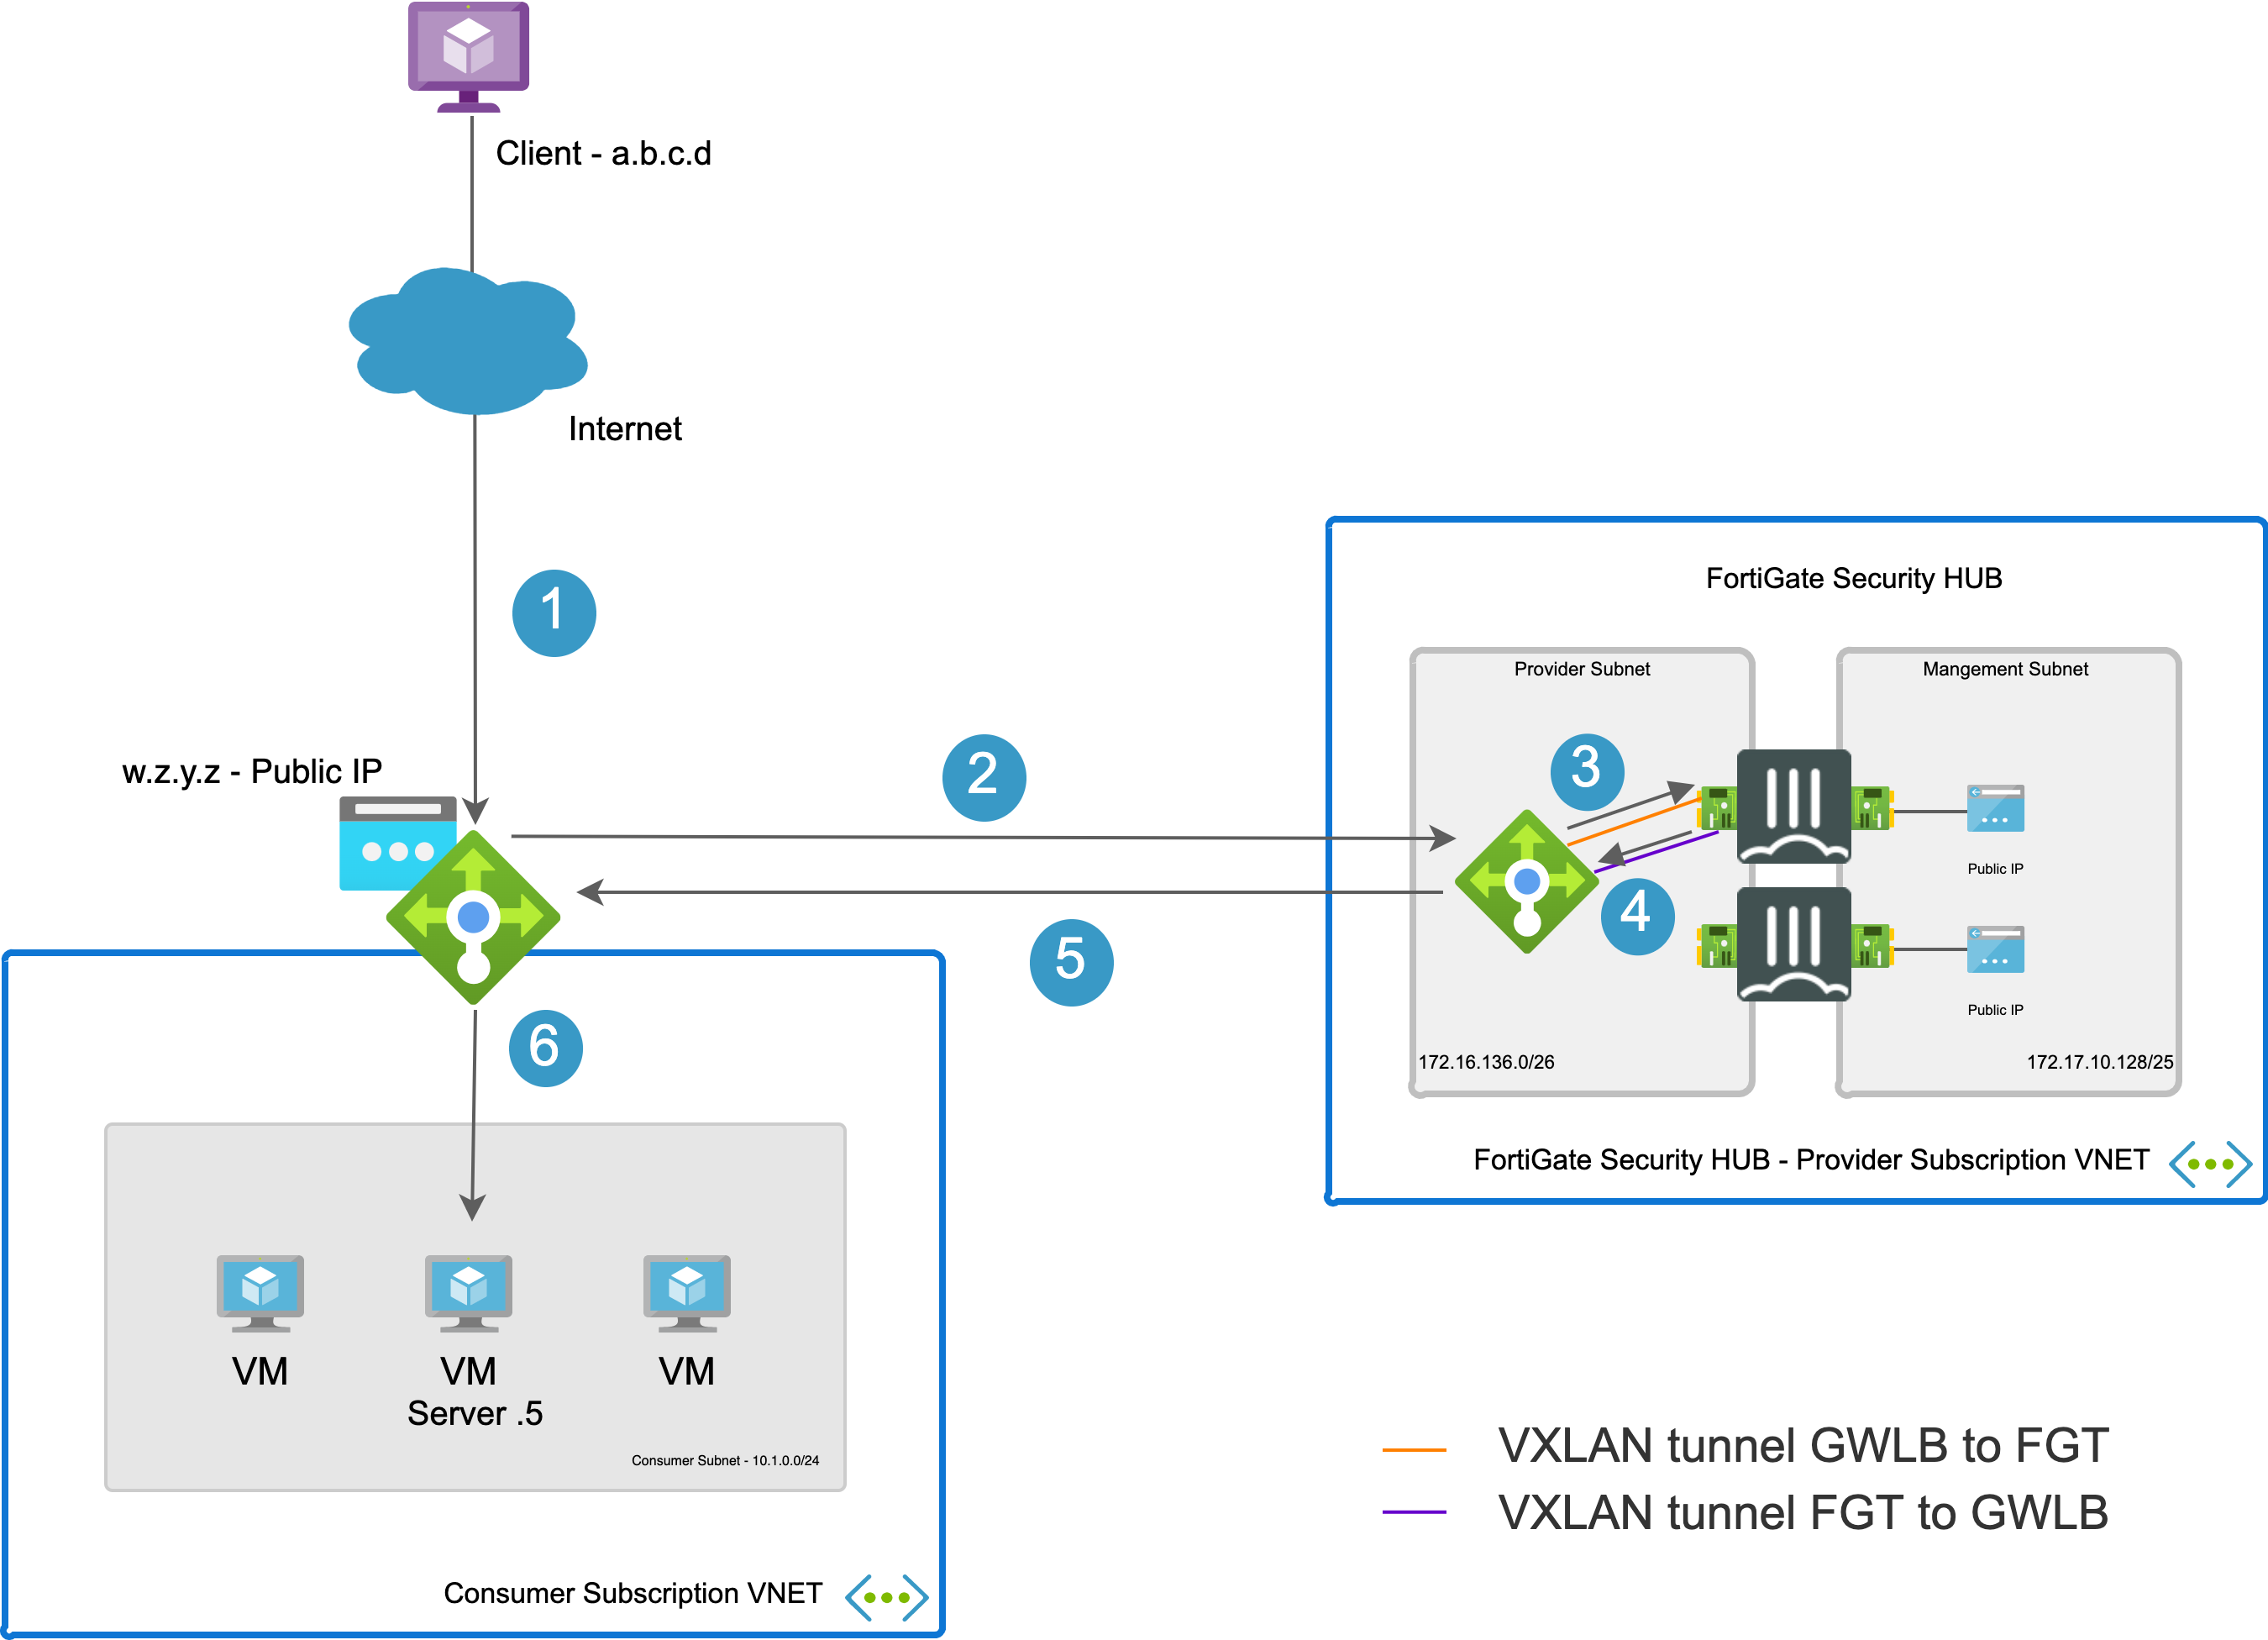 Client - a.b.c.d
Internet
1
FortiGate Security HUB
Provider Subnet
Mangement Subnet
w.z.y.z - Public IP
2
3
Public IP
4
5
Public IP
6
172.16.136.0/26
172.17.10.128/25
FortiGate Security HUB - Provider Subscription VNET
VM
VM
VM
Server .5
Consumer Subnet - 10.1.0.0/24
VXLAN tunnel GWLB to FGT
VXLAN tunnel FGT to GWLB
Consumer Subscription VNET